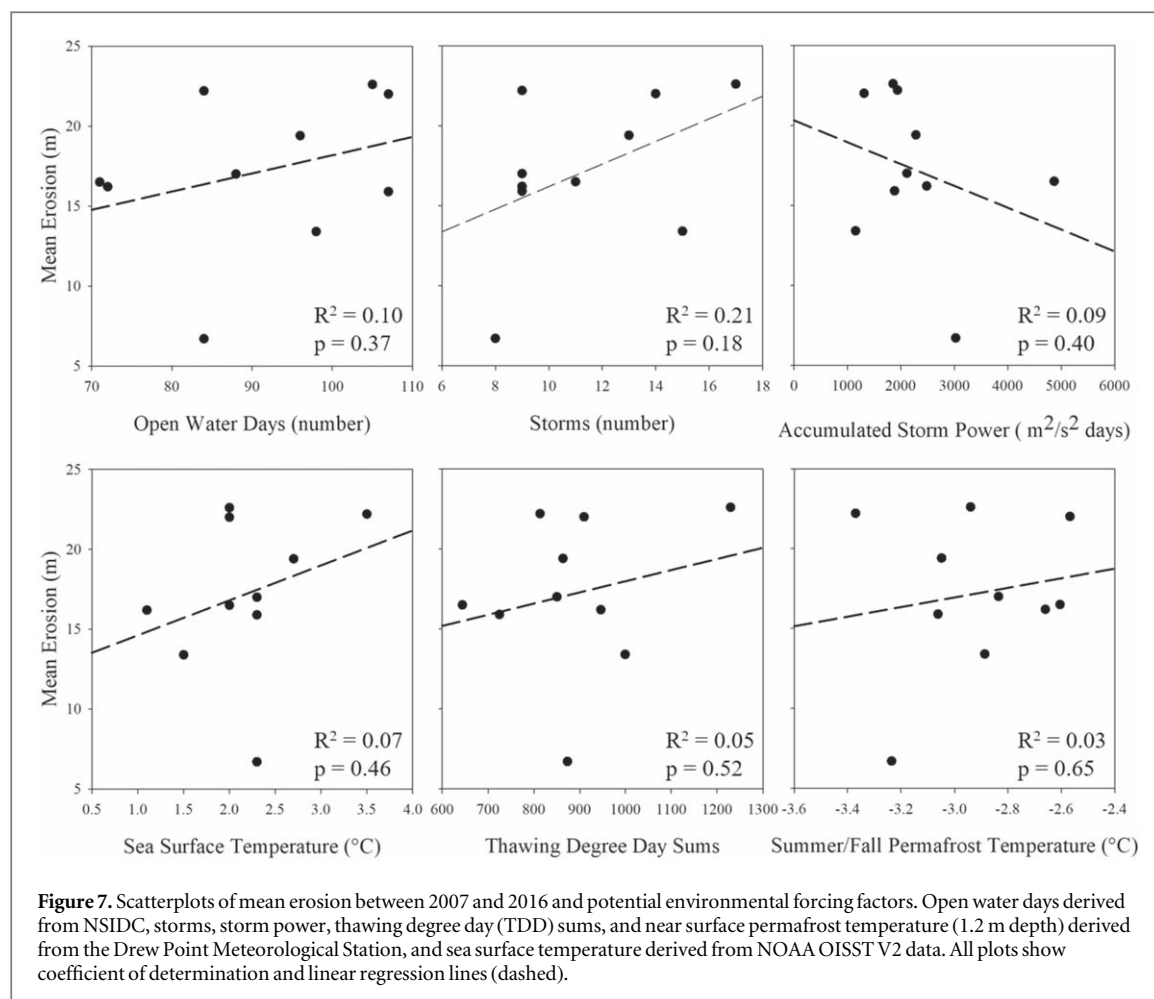 25
20
15
10
5
Mean Erosion (m)
R² = 0.10
p = 0.37
70 80 90 100 110
Open Water Days (number)
R² = 0.21
p = 0.18
6 8 10 12 14 16 18
Storms (number)
R² = 0.09
p = 0.40
0 1000 2000 3000 4000 5000 6000
Accumulated Storm Power ( m²/s² days)
25
20
15
10
5
Mean Erosion (m)
R² = 0.07
p = 0.46
0.5 1.0 1.5 2.0 2.5 3.0 3.5 4.0
Sea Surface Temperature (°C)
R² = 0.05
p = 0.52
600 700 800 900 1000 1100 1200 1300
Thawing Degree Day Sums
R² = 0.03
p = 0.65
-3.6 -3.4 -3.2 -3.0 -2.8 -2.6 -2.4
Summer/Fall Permafrost Temperature (°C)
Figure 7. Scatterplots of mean erosion between 2007 and 2016 and potential environmental forcing factors. Open water days derived
from NSIDC, storms, storm power, thawing degree day (TDD) sums, and near surface permafrost temperature (1.2 m depth) derived
from the Drew Point Meteorological Station, and sea surface temperature derived from NOAA OISST V2 data. All plots show
coefficient of determination and linear regression lines (dashed).